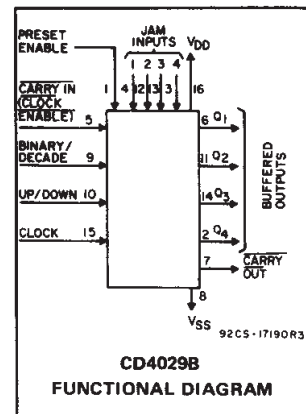 PRESET
ENABLE
JAM
INPUTS
1 2 3 4
VDD
1 4 12 13 3 16
CARRY IN
(CLOCK
ENABLE)
5
6 Q1
BINARY/
DECADE
9
11 Q2
UP/DOWN 10
14 Q3
CLOCK 15
2 Q4
BUFFERED
OUTPUTS
7 CARRY
OUT
8
VSS
92CS-17190R3
CD4029B
FUNCTIONAL DIAGRAM